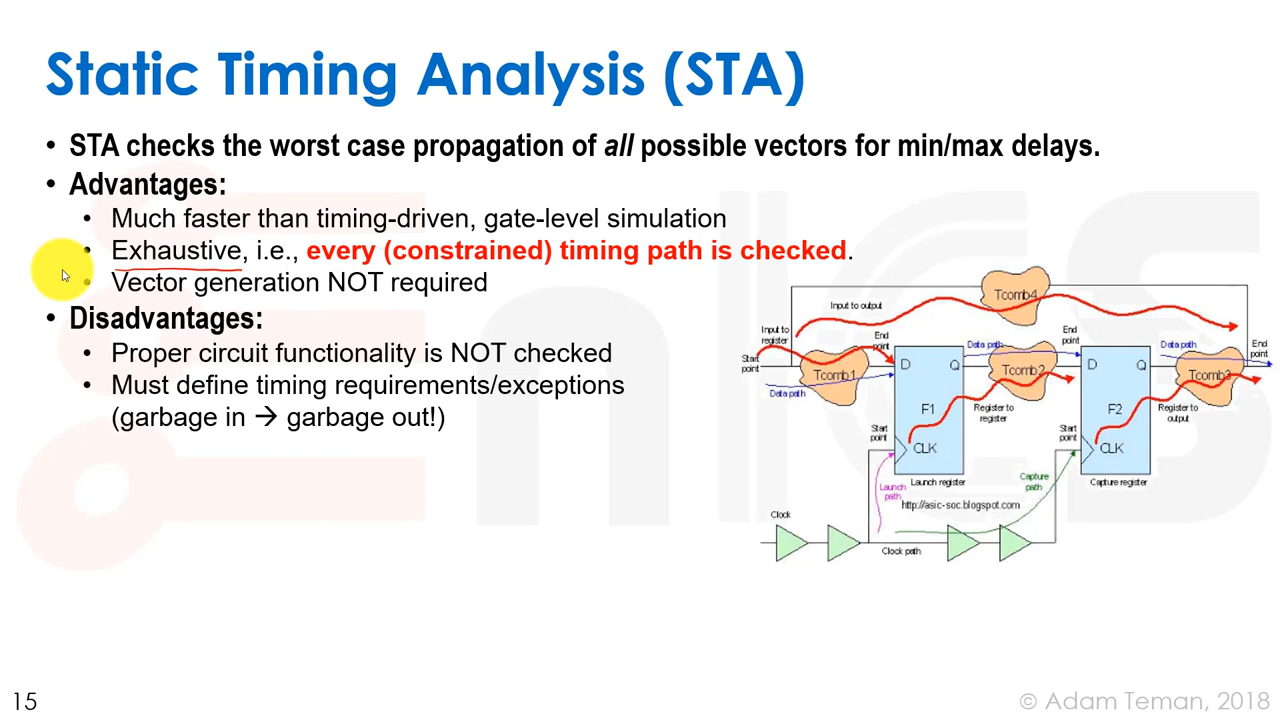 Static Timing Analysis (STA)
• STA checks the worst case propagation of all possible vectors for min/max delays.
• Advantages:
• Much faster than timing-driven, gate-level simulation
• Exhaustive, i.e., every (constrained) timing path is checked.
• Vector generation NOT required
• Disadvantages:
• Proper circuit functionality is NOT checked
• Must define timing requirements/exceptions
(garbage in → garbage out!)
Tcomb4
Input to output
Input to
register
End
point
Start
point
Tcomb1
Data path
D
Q
F1
CLK
Launch register
Start
point
Data path
Tcomb2
End
point
Register to
register
Start
point
D
Q
F2
CLK
Capture register
Data path
Tcomb3
End
point
Register to
output
Launch
path
Capture
path
http://asic-soc.blogspot.com
Clock
Clock path
enICS
15
© Adam Teman, 2018